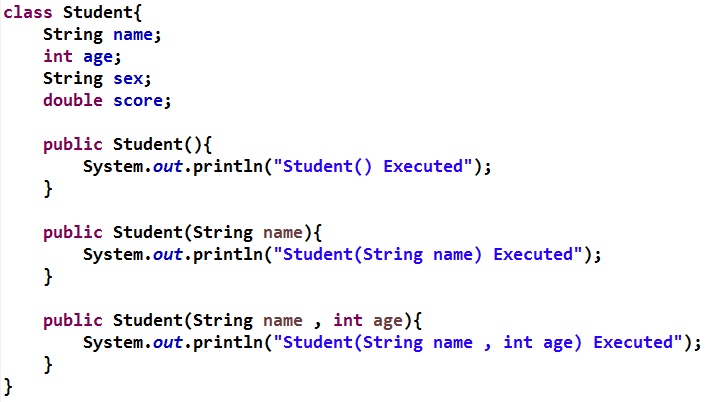 class Student{
    String name;
    int age;
    String sex;
    double score;

    public Student(){
        System.out.println("Student() Executed");
    }

    public Student(String name){
        System.out.println("Student(String name) Executed");
    }

    public Student(String name , int age){
        System.out.println("Student(String name , int age) Executed");
    }
}